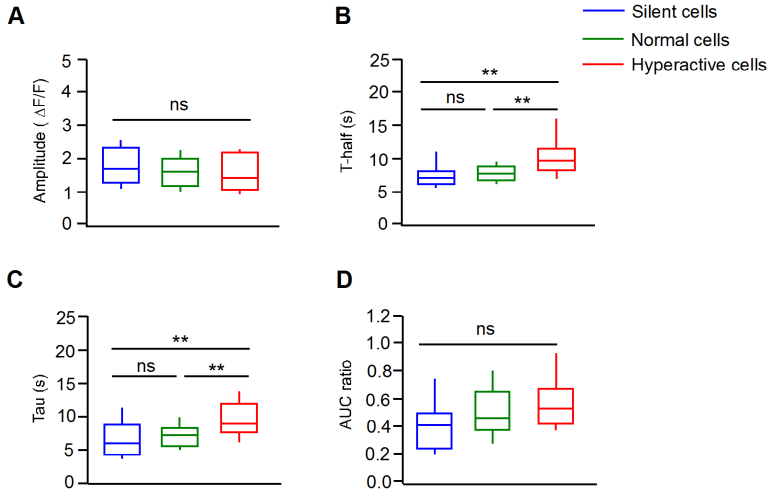 A
B
Silent cells
Normal cells
Hyperactive cells
Amplitude ( ΔF/F)
5
4
3
2
1
0
ns
T-half (s)
25
20
15
10
5
0
**
ns
**
C
D
Tau (s)
25
20
15
10
5
0
**
ns
**
AUC ratio
1.2
1.0
0.8
0.6
0.4
0.2
0.0
ns